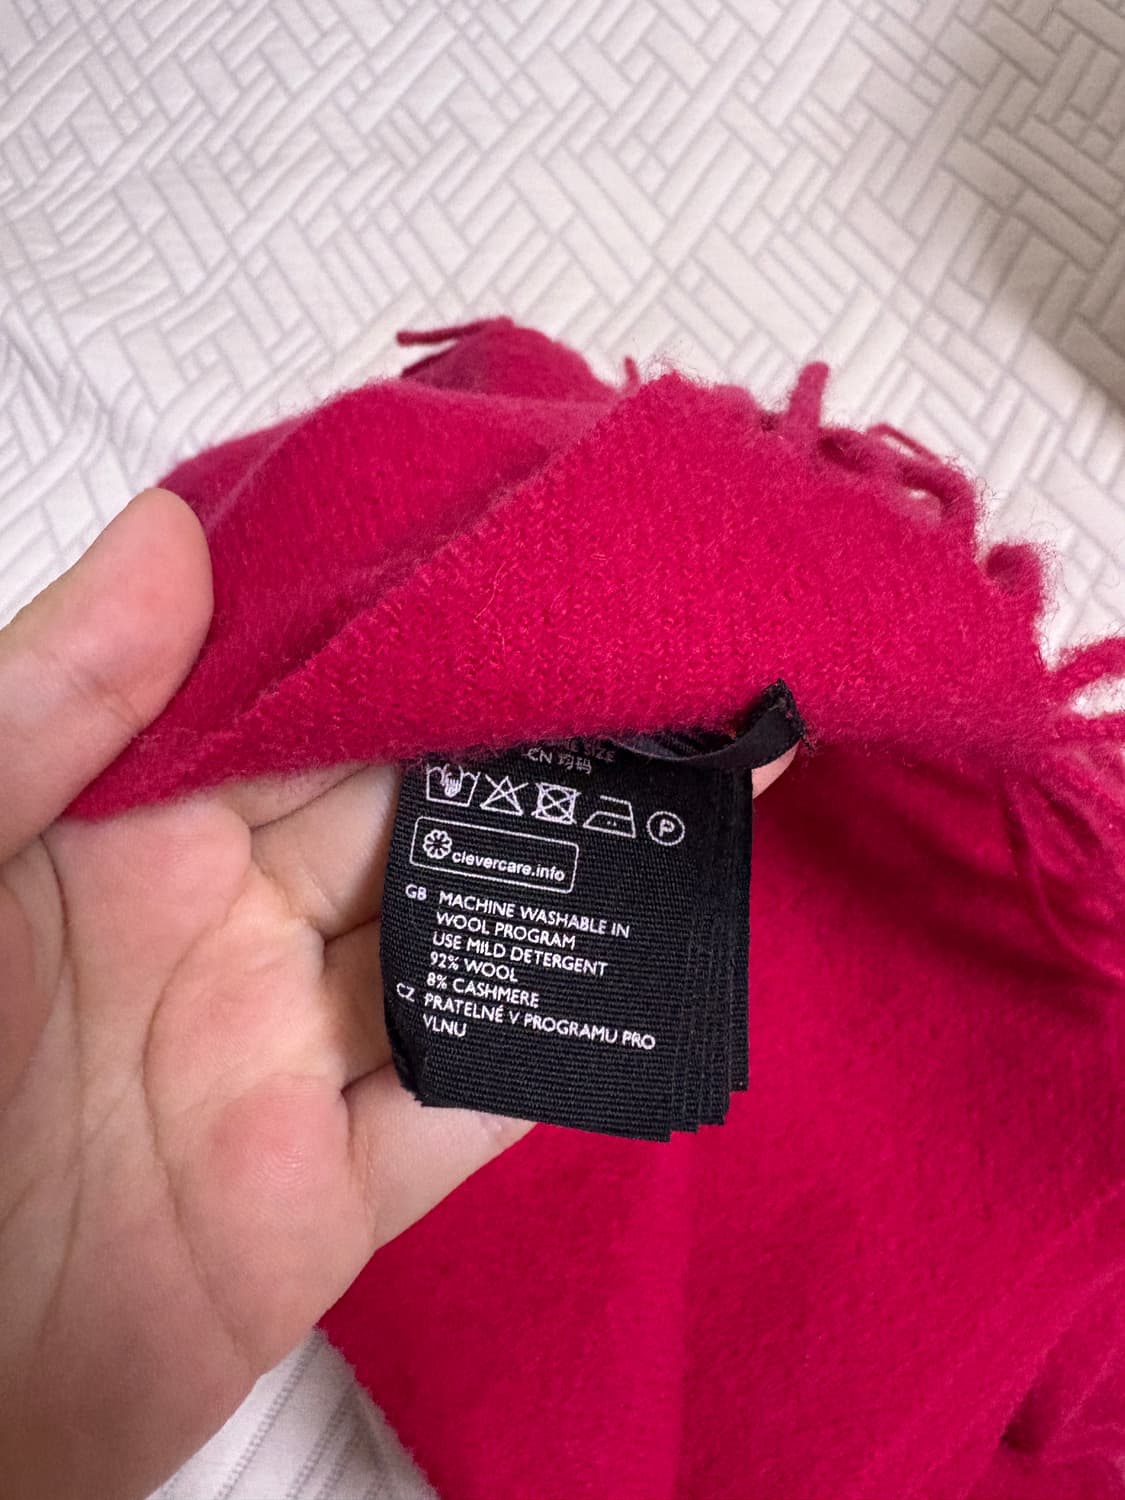 SIZE
CN 均码
P
clevercare.info
GB MACHINE WASHABLE IN
WOOL PROGRAM
USE MILD DETERGENT
92% WOOL
8% CASHMERE
CZ PRATELNÉ V PROGRAMU PRO
VLNU